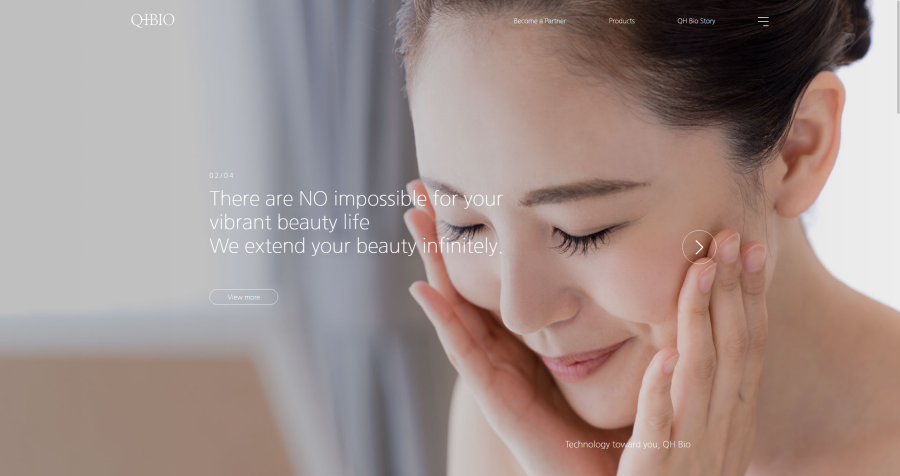 QHBIO
Become a Partner
Products
QH Bio Story
02/04
There are NO impossible for your
vibrant beauty life
We extend your beauty infinitely.
View more
Technology toward you, QH Bio